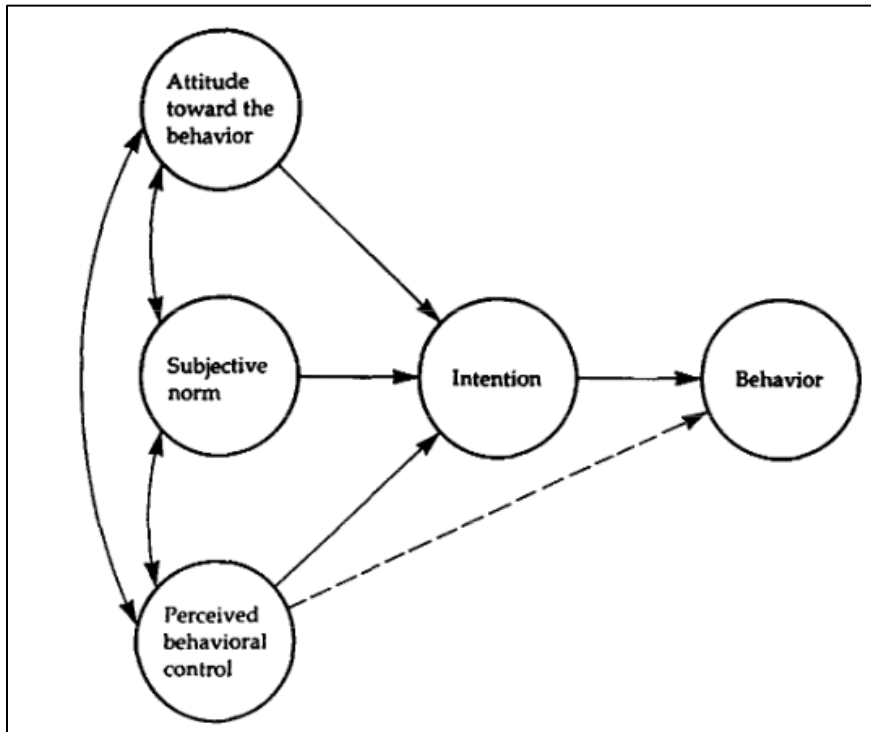 Attitude
toward the
behavior
Subjective
norm
Intention
Behavior
Perceived
behavioral
control